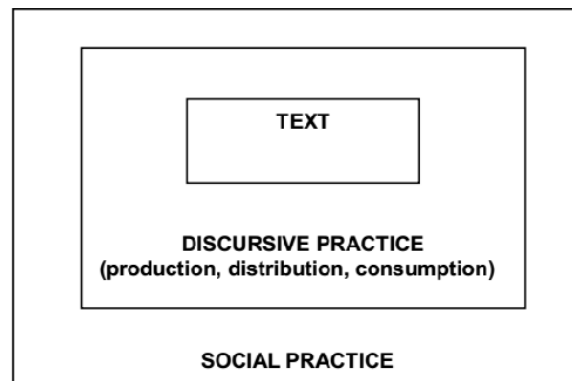 TEXT
DISCURSIVE PRACTICE
(production, distribution, consumption)
SOCIAL PRACTICE